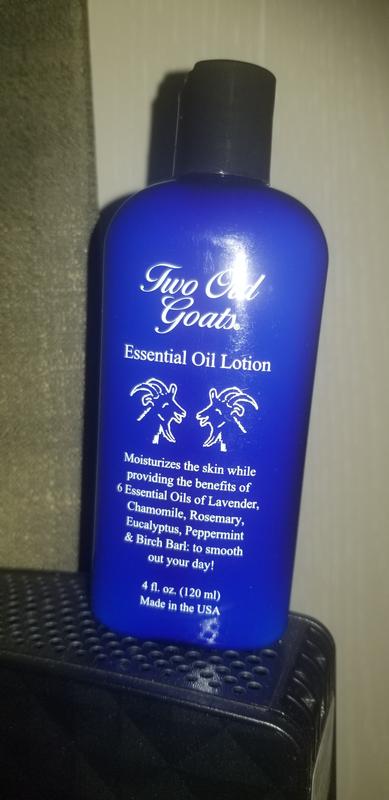 Two Old
Goats.
Essential Oil Lotion
Moisturizes the skin while
providing the benefits of
6 Essential Oils of Lavender,
Chamomile, Rosemary,
Eucalyptus, Peppermint
& Birch Barl: to smooth
out your day!
4 fl. oz. (120 ml)
Made in the USA